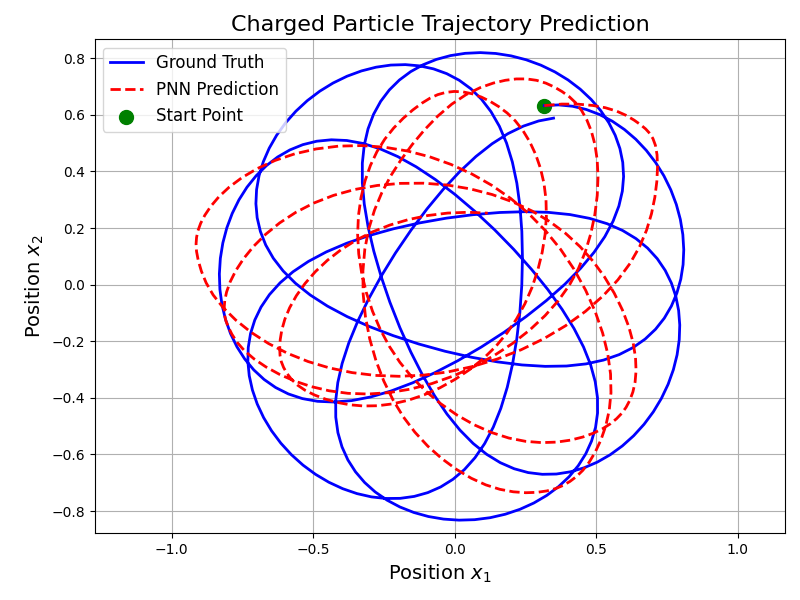 Charged Particle Trajectory Prediction
Ground Truth
PNN Prediction
Start Point
0.8
0.6
0.4
0.2
0.0
−0.2
−0.4
−0.6
−0.8
Position x₂
−1.0
−0.5
0.0
0.5
1.0
Position x₁